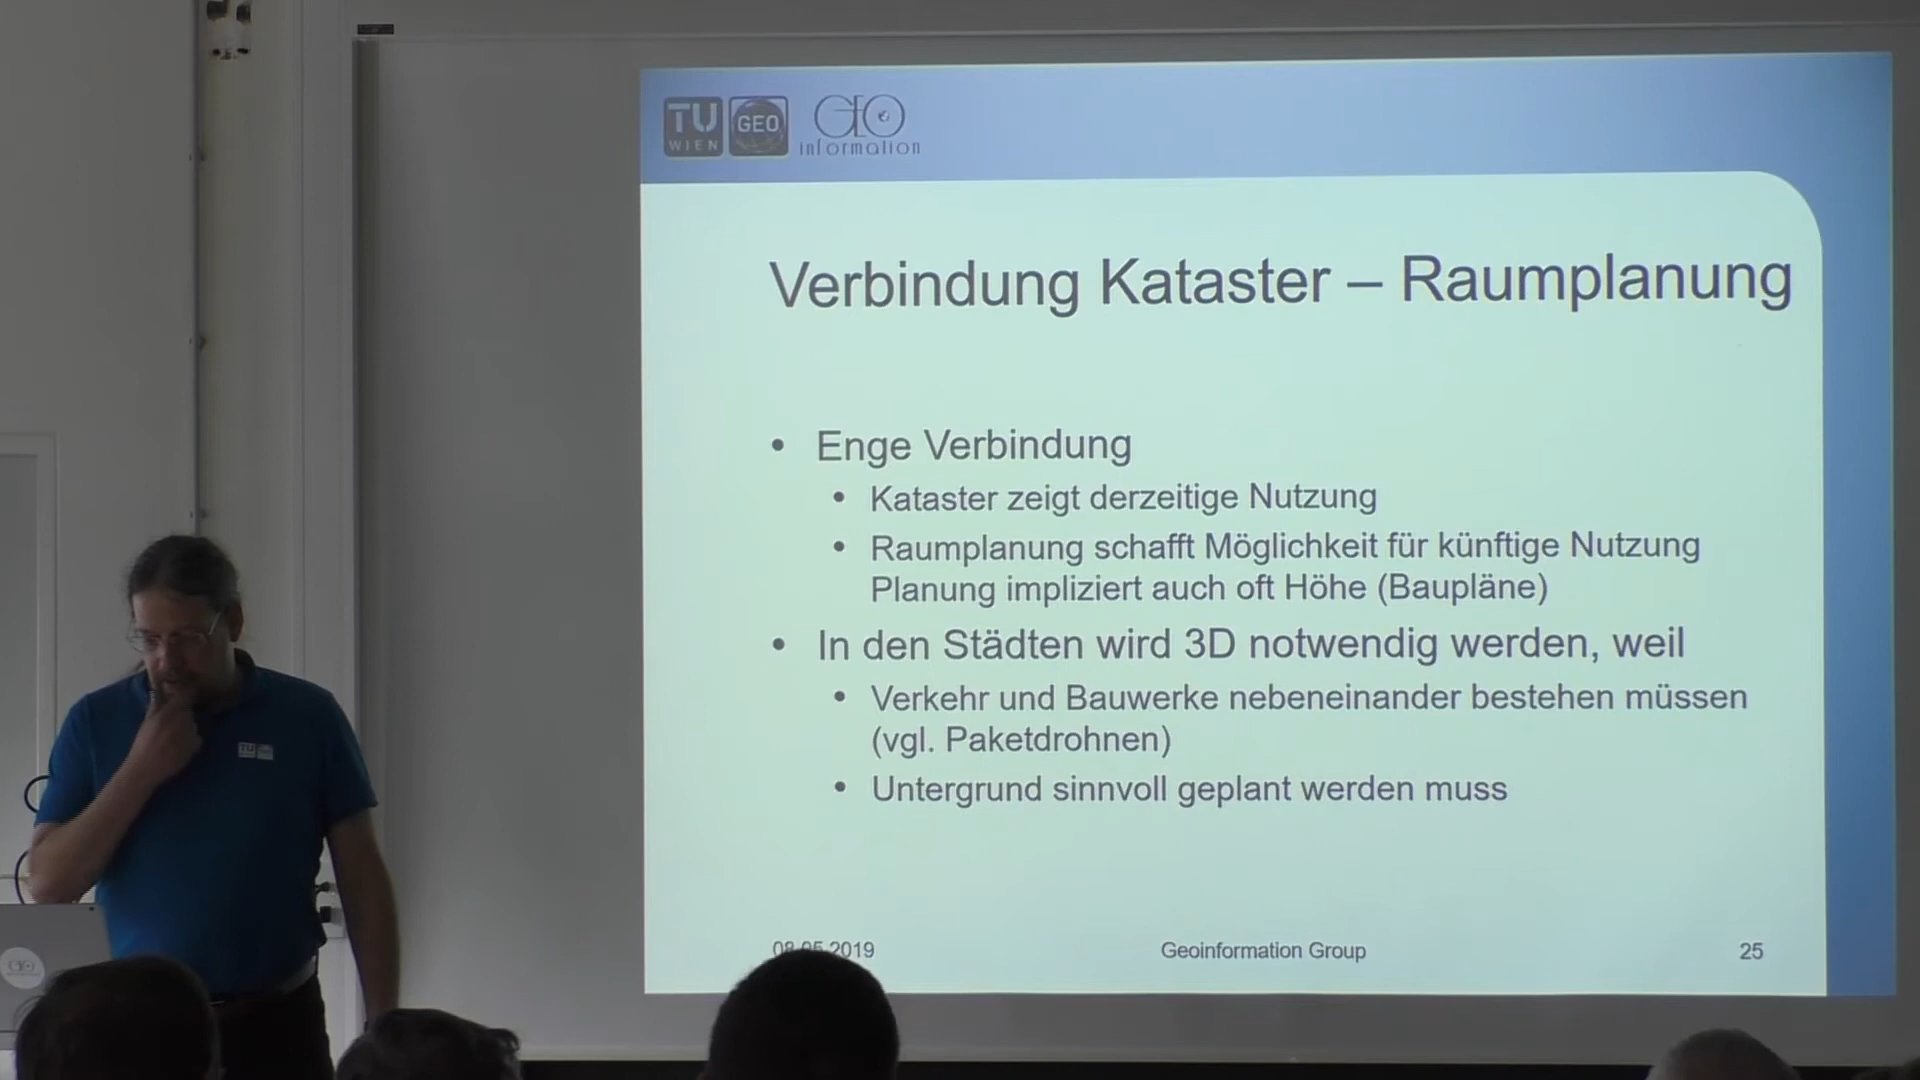 TU
WIEN
GEO
GEO
information
Verbindung Kataster – Raumplanung
• Enge Verbindung
• Kataster zeigt derzeitige Nutzung
• Raumplanung schafft Möglichkeit für künftige Nutzung
Planung impliziert auch oft Höhe (Baupläne)
• In den Städten wird 3D notwendig werden, weil
• Verkehr und Bauwerke nebeneinander bestehen müssen
(vgl. Paketdrohnen)
• Untergrund sinnvoll geplant werden muss
08.05.2019
Geoinformation Group
25
TU